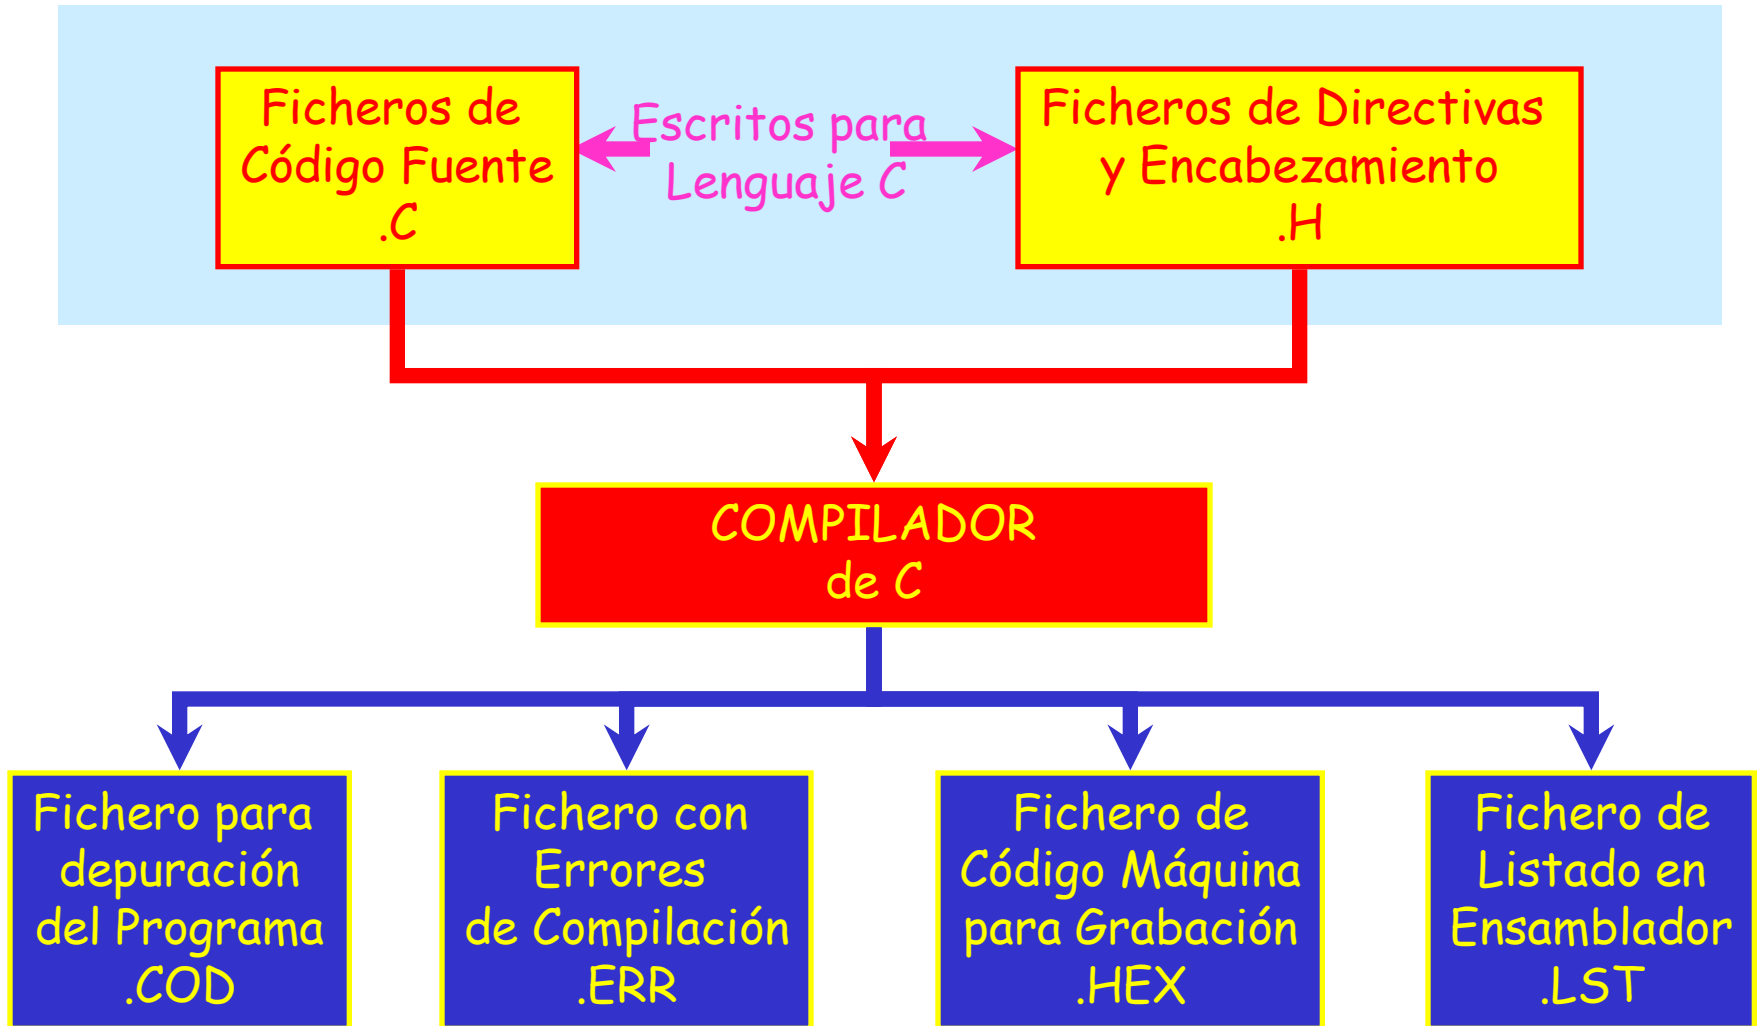 Ficheros de
Código Fuente
.C
Escritos para
Lenguaje C
Ficheros de Directivas
y Encabezamiento
.H
COMPILADOR
de C
Fichero para
depuración
del Programa
.COD
Fichero con
Errores
de Compilación
.ERR
Fichero de
Código Máquina
para Grabación
.HEX
Fichero de
Listado en
Ensamblador
.LST